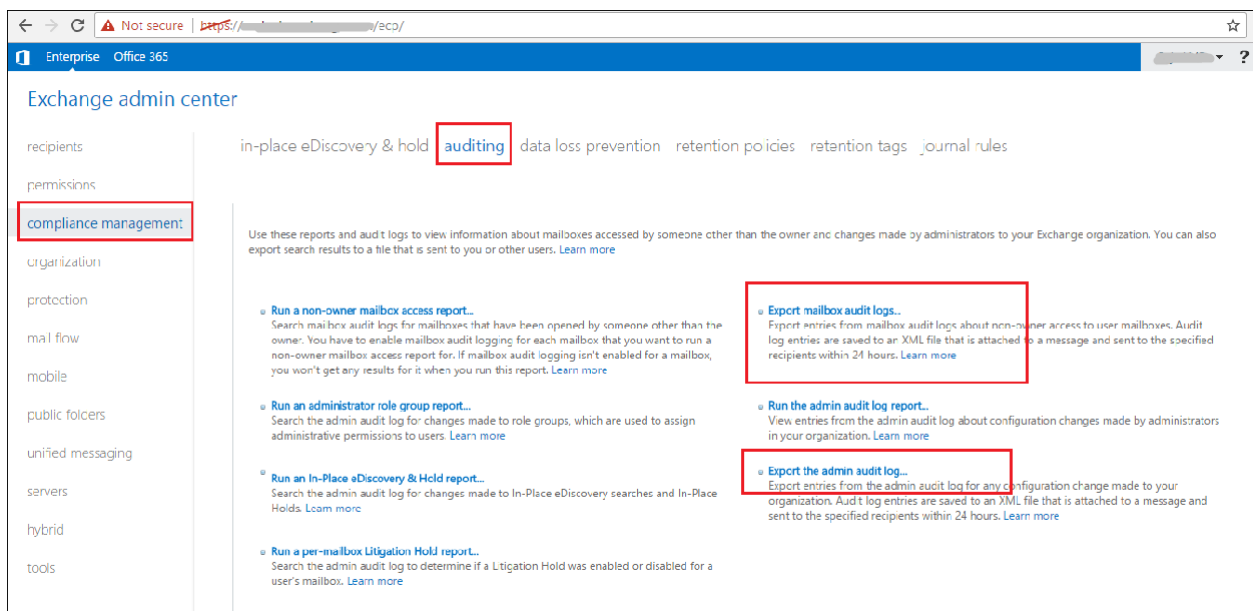 Not secure https:// /ecp/
Enterprise Office 365 ?
Exchange admin center
in-place eDiscovery & hold auditing data loss prevention retention policies retention tags journal rules
recipients
permissions
compliance management
organization
protection
mail flow
mobile
public folders
unified messaging
servers
hybrid
tools
Use these reports and audit logs to view information about mailboxes accessed by someone other than the owner and changes made by administrators to your Exchange organization. You can also
export search results to a file that is sent to you or other users. Learn more
Run a non-owner mailbox access report...
Search mailbox audit logs for mailboxes that have been opened by someone other than the
owner. You have to enable mailbox audit logging for each mailbox that you want to run a
non-owner mailbox access report for. If mailbox audit logging isn't enabled for a mailbox,
you won't get any results for it when you run this report. Learn more
Run an administrator role group report...
Search the admin audit log for changes made to role groups, which are used to assign
administrative permissions to users. Learn more
Run an In-Place eDiscovery & Hold report...
Search the admin audit log for changes made to In-Place eDiscovery searches and In-Place
Holds. Learn more
Run a per-mailbox Litigation Hold report...
Search the admin audit log to determine if a Litigation Hold was enabled or disabled for a
user's mailbox. Learn more
Export mailbox audit logs...
Export entries from mailbox audit logs about non-owner access to user mailboxes. Audit
log entries are saved to an XML file that is attached to a message and sent to the specified
recipients within 24 hours. Learn more
Run the admin audit log report...
View entries from the admin audit log about configuration changes made by administrators
in your organization. Learn more
Export the admin audit log...
Export entries from the admin audit log for any configuration change made to your
organization. Audit log entries are saved to an XML file that is attached to a message and
sent to the specified recipients within 24 hours. Learn more